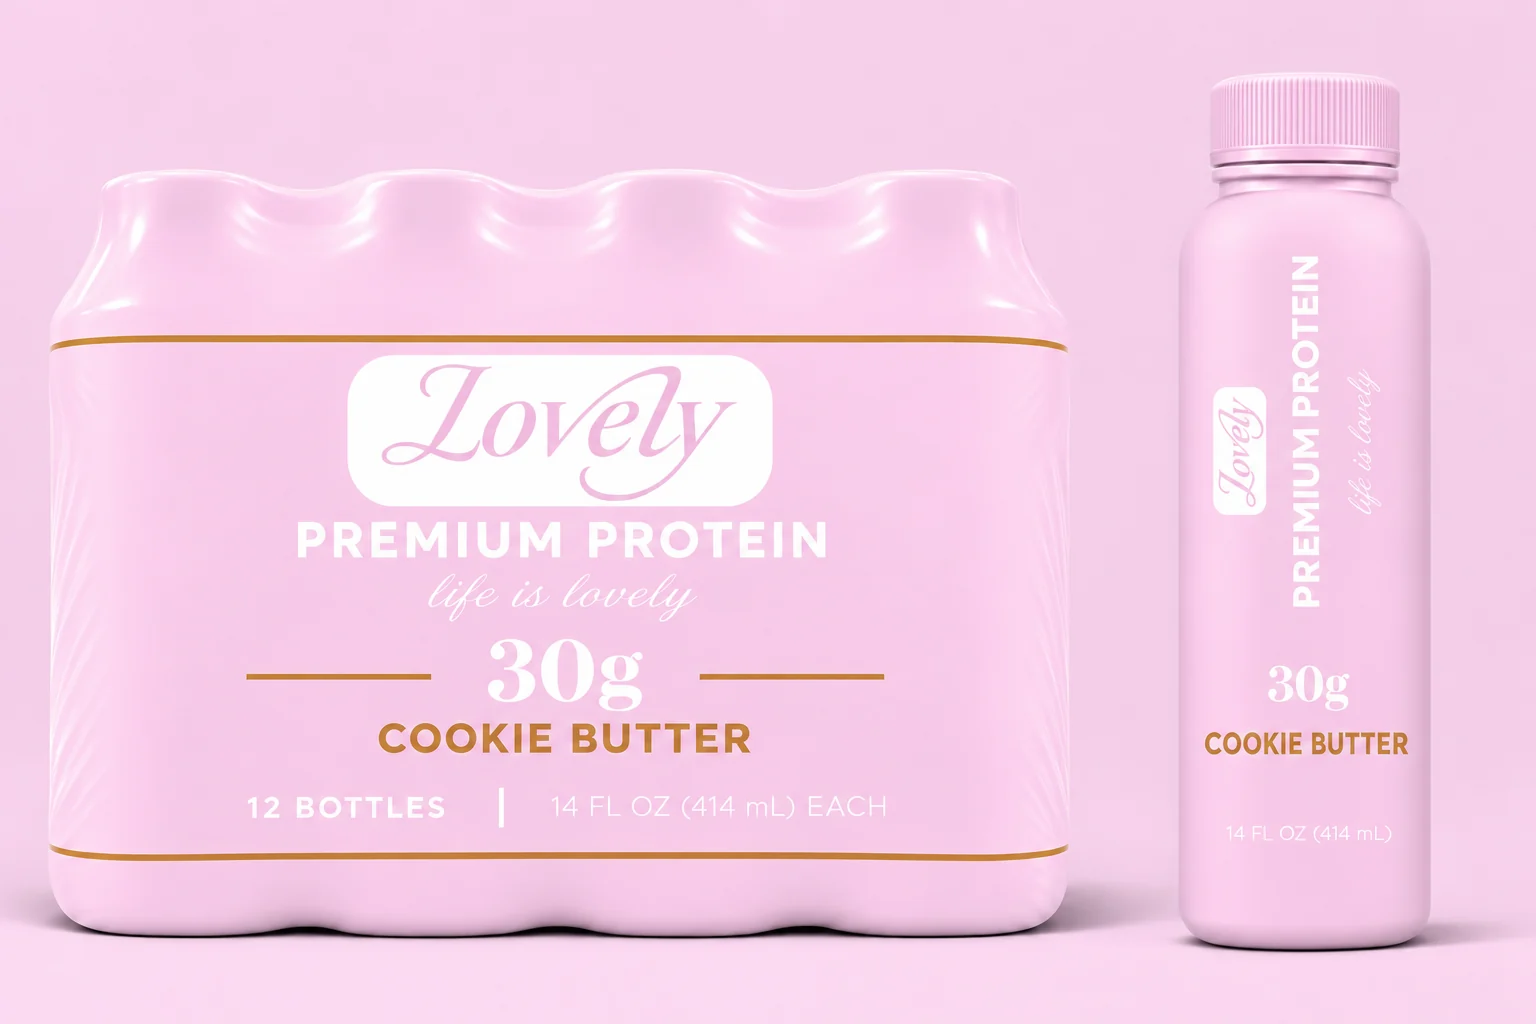 Lovely
PREMIUM PROTEIN
life is lovely
30g
COOKIE BUTTER
12 BOTTLES | 14 FL OZ (414 mL) EACH
Lovely
PREMIUM PROTEIN
life is lovely
30g
COOKIE BUTTER
14 FL OZ (414 mL)